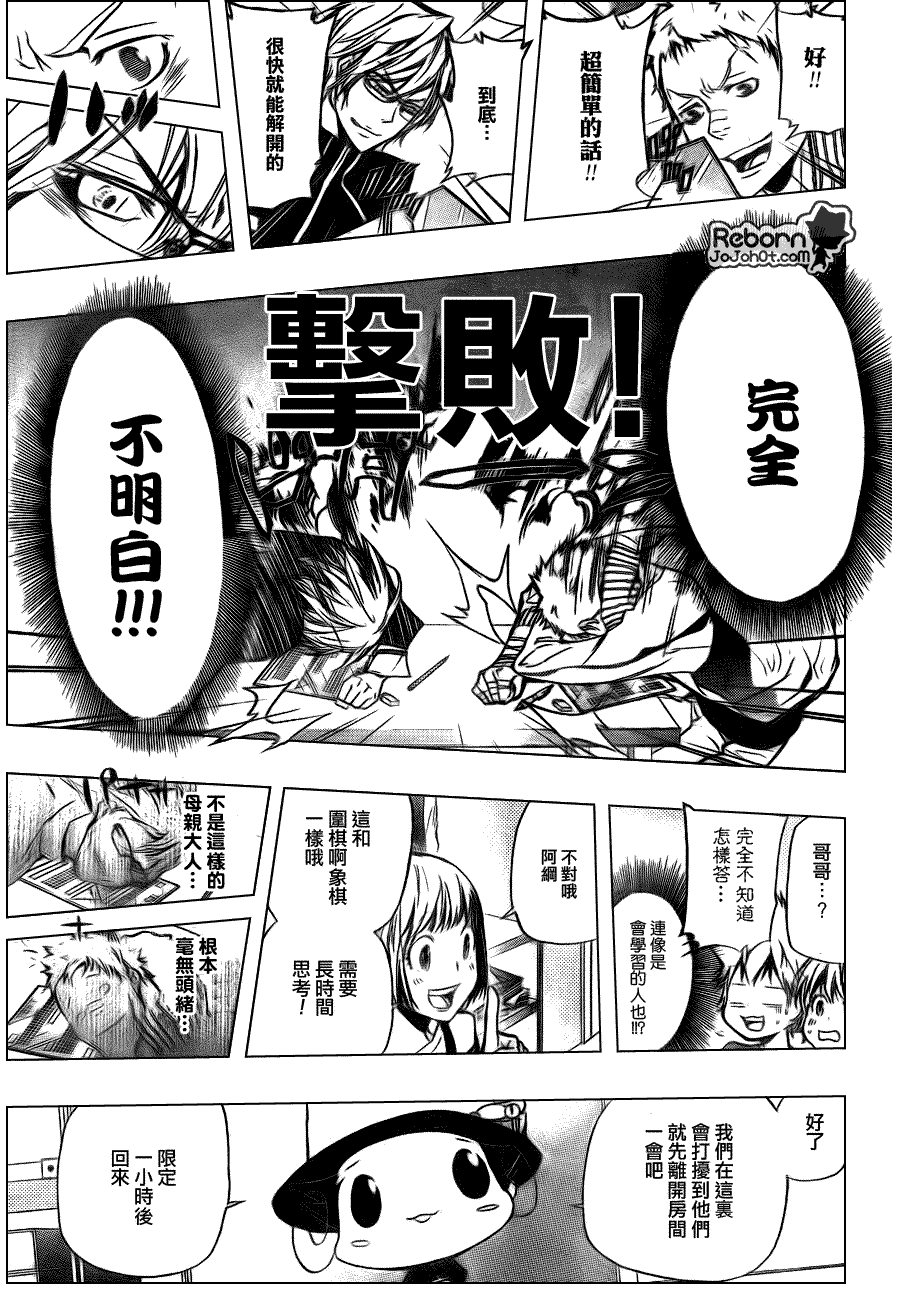 好!!
超簡單的話!!
到底…
很快就能解開的
Reborn
JoJohOt.com
完全
擊敗!
不明白!!!
哥哥…?
完全不知道
怎樣答…
連像是
會學習的人也!!?
不對哦
阿綱
這和
圍棋啊象棋
一樣哦
需要
長時間
思考!
不是這樣的
母親大人…
根本
毫無頭緒…
好了
我們在這裏
會打擾到他們
就先離開房間
一會吧
限定
一小時後
回來